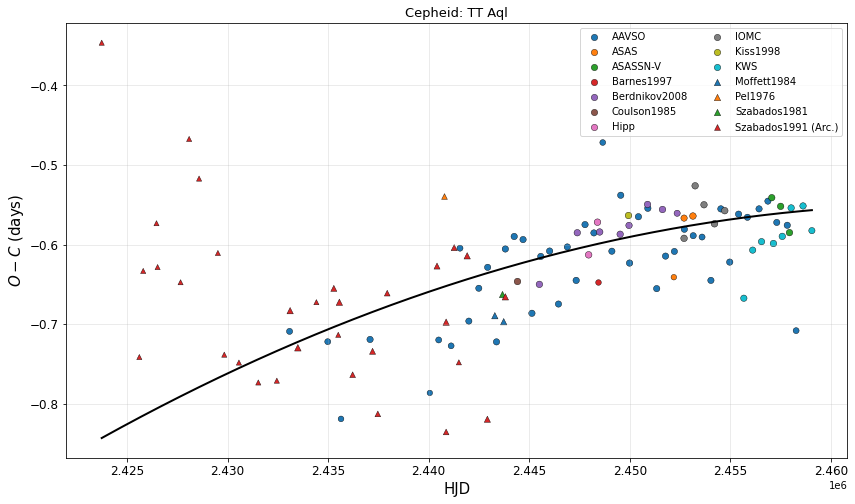 Cepheid: TT Aql
O − C (days)
−0.4
−0.5
−0.6
−0.7
−0.8
AAVSO
ASAS
ASASSN-V
Barnes1997
Berdnikov2008
Coulson1985
Hipp
IOMC
Kiss1998
KWS
Moffett1984
Pel1976
Szabados1981
Szabados1991 (Arc.)
2.425 2.430 2.435 2.440 2.445 2.450 2.455 2.460
1e6
HJD